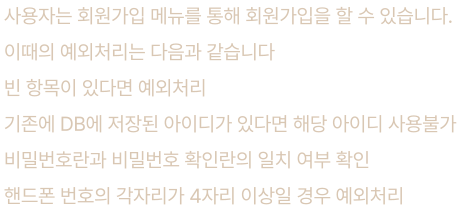 사용자는 회원가입 메뉴를 통해 회원가입을 할 수 있습니다.
이때의 예외처리는 다음과 같습니다
빈 항목이 있다면 예외처리
기존에 DB에 저장된 아이디가 있다면 해당 아이디 사용불가
비밀번호란과 비밀번호 확인란의 일치 여부 확인
핸드폰 번호의 각자리가 4자리 이상일 경우 예외처리